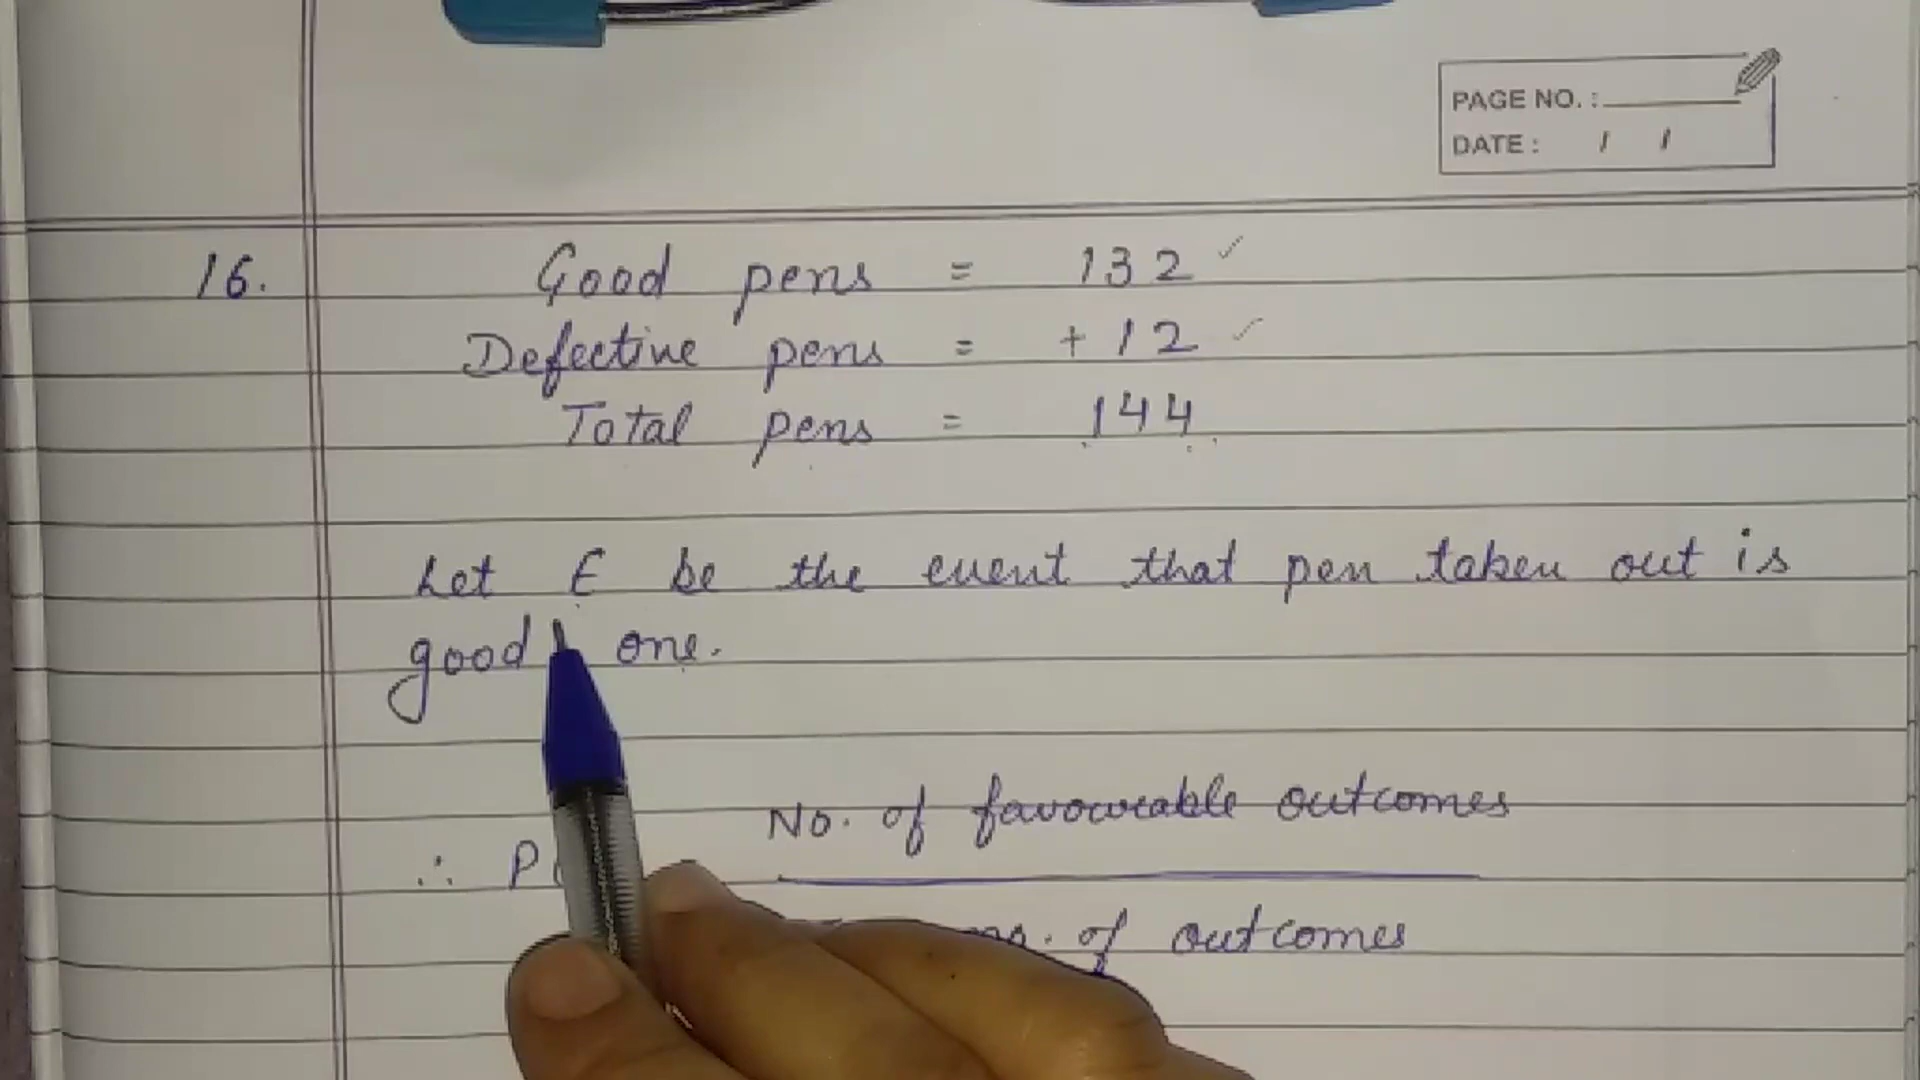 PAGE NO. :
DATE : / /
16. Good pens = 132 ✓
Defective pens = + 12 ✓
Total pens = 144
Let E be the event that pen taken out is
good one.
No. of favourable outcomes
∴ P
no. of outcomes